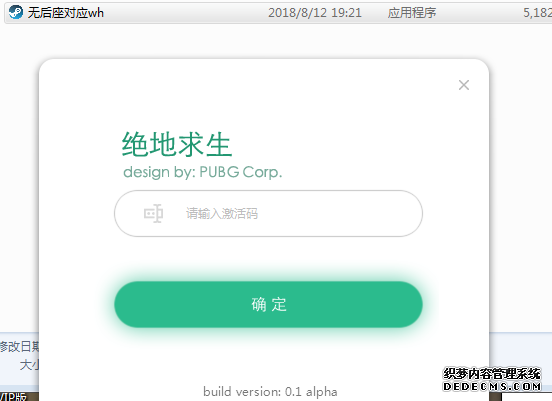 无后座对应wh 2018/8/12 19:21 应用程序 5,182
绝地求生
design by: PUBG Corp.
请输入激活码
确 定
修改日期
大小
build version: 0.1 alpha
织梦内容管理系统
DEDECMS.COM
VIP版